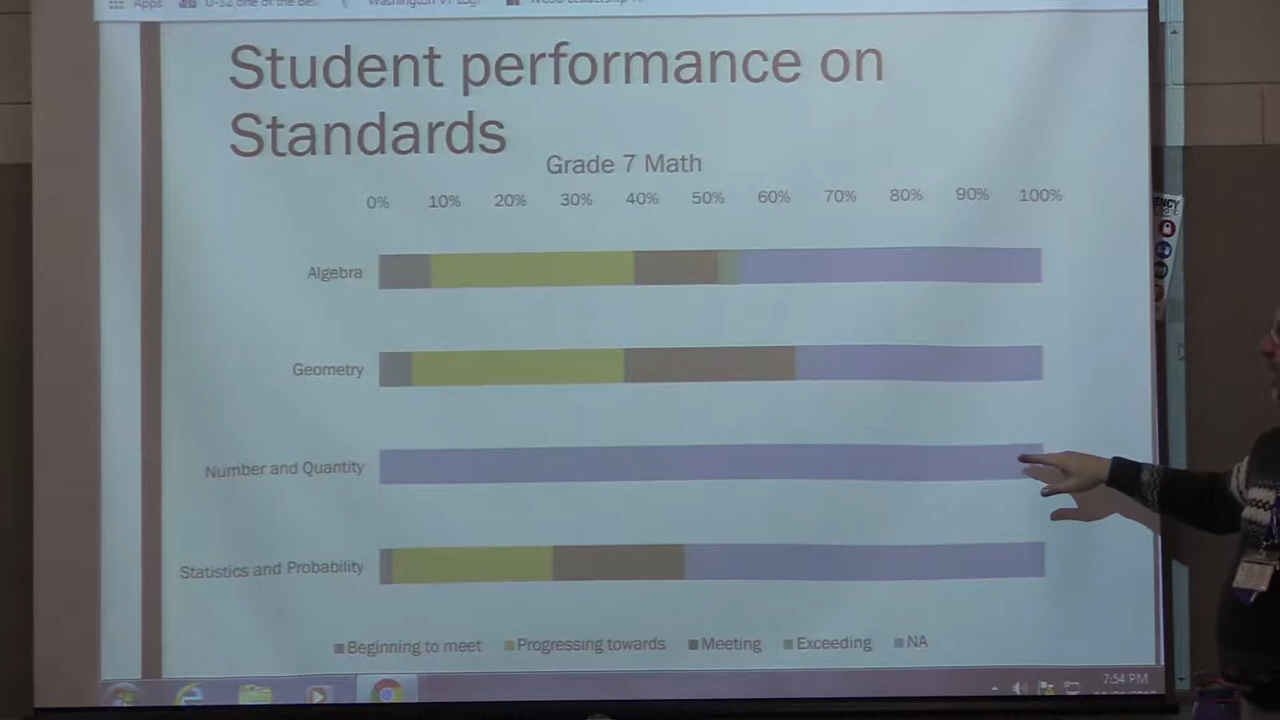 Apps
Student performance on
Standards
Grade 7 Math
0% 10% 20% 30% 40% 50% 60% 70% 80% 90% 100%
Algebra
Geometry
Number and Quantity
Statistics and Probability
Beginning to meet Progressing towards Meeting Exceeding NA
7:54 PM